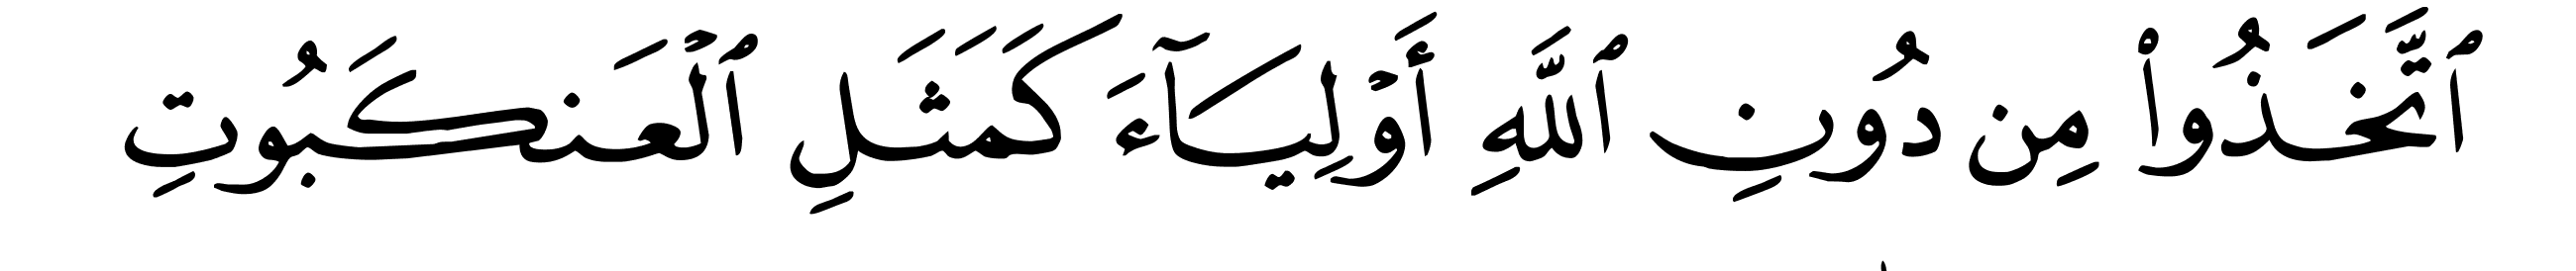 ٱتَّخَذُوا۟ مِن دُونِ ٱللَّهِ أَوْلِيَآءَ كَمَثَلِ ٱلْعَنكَبُوتِ